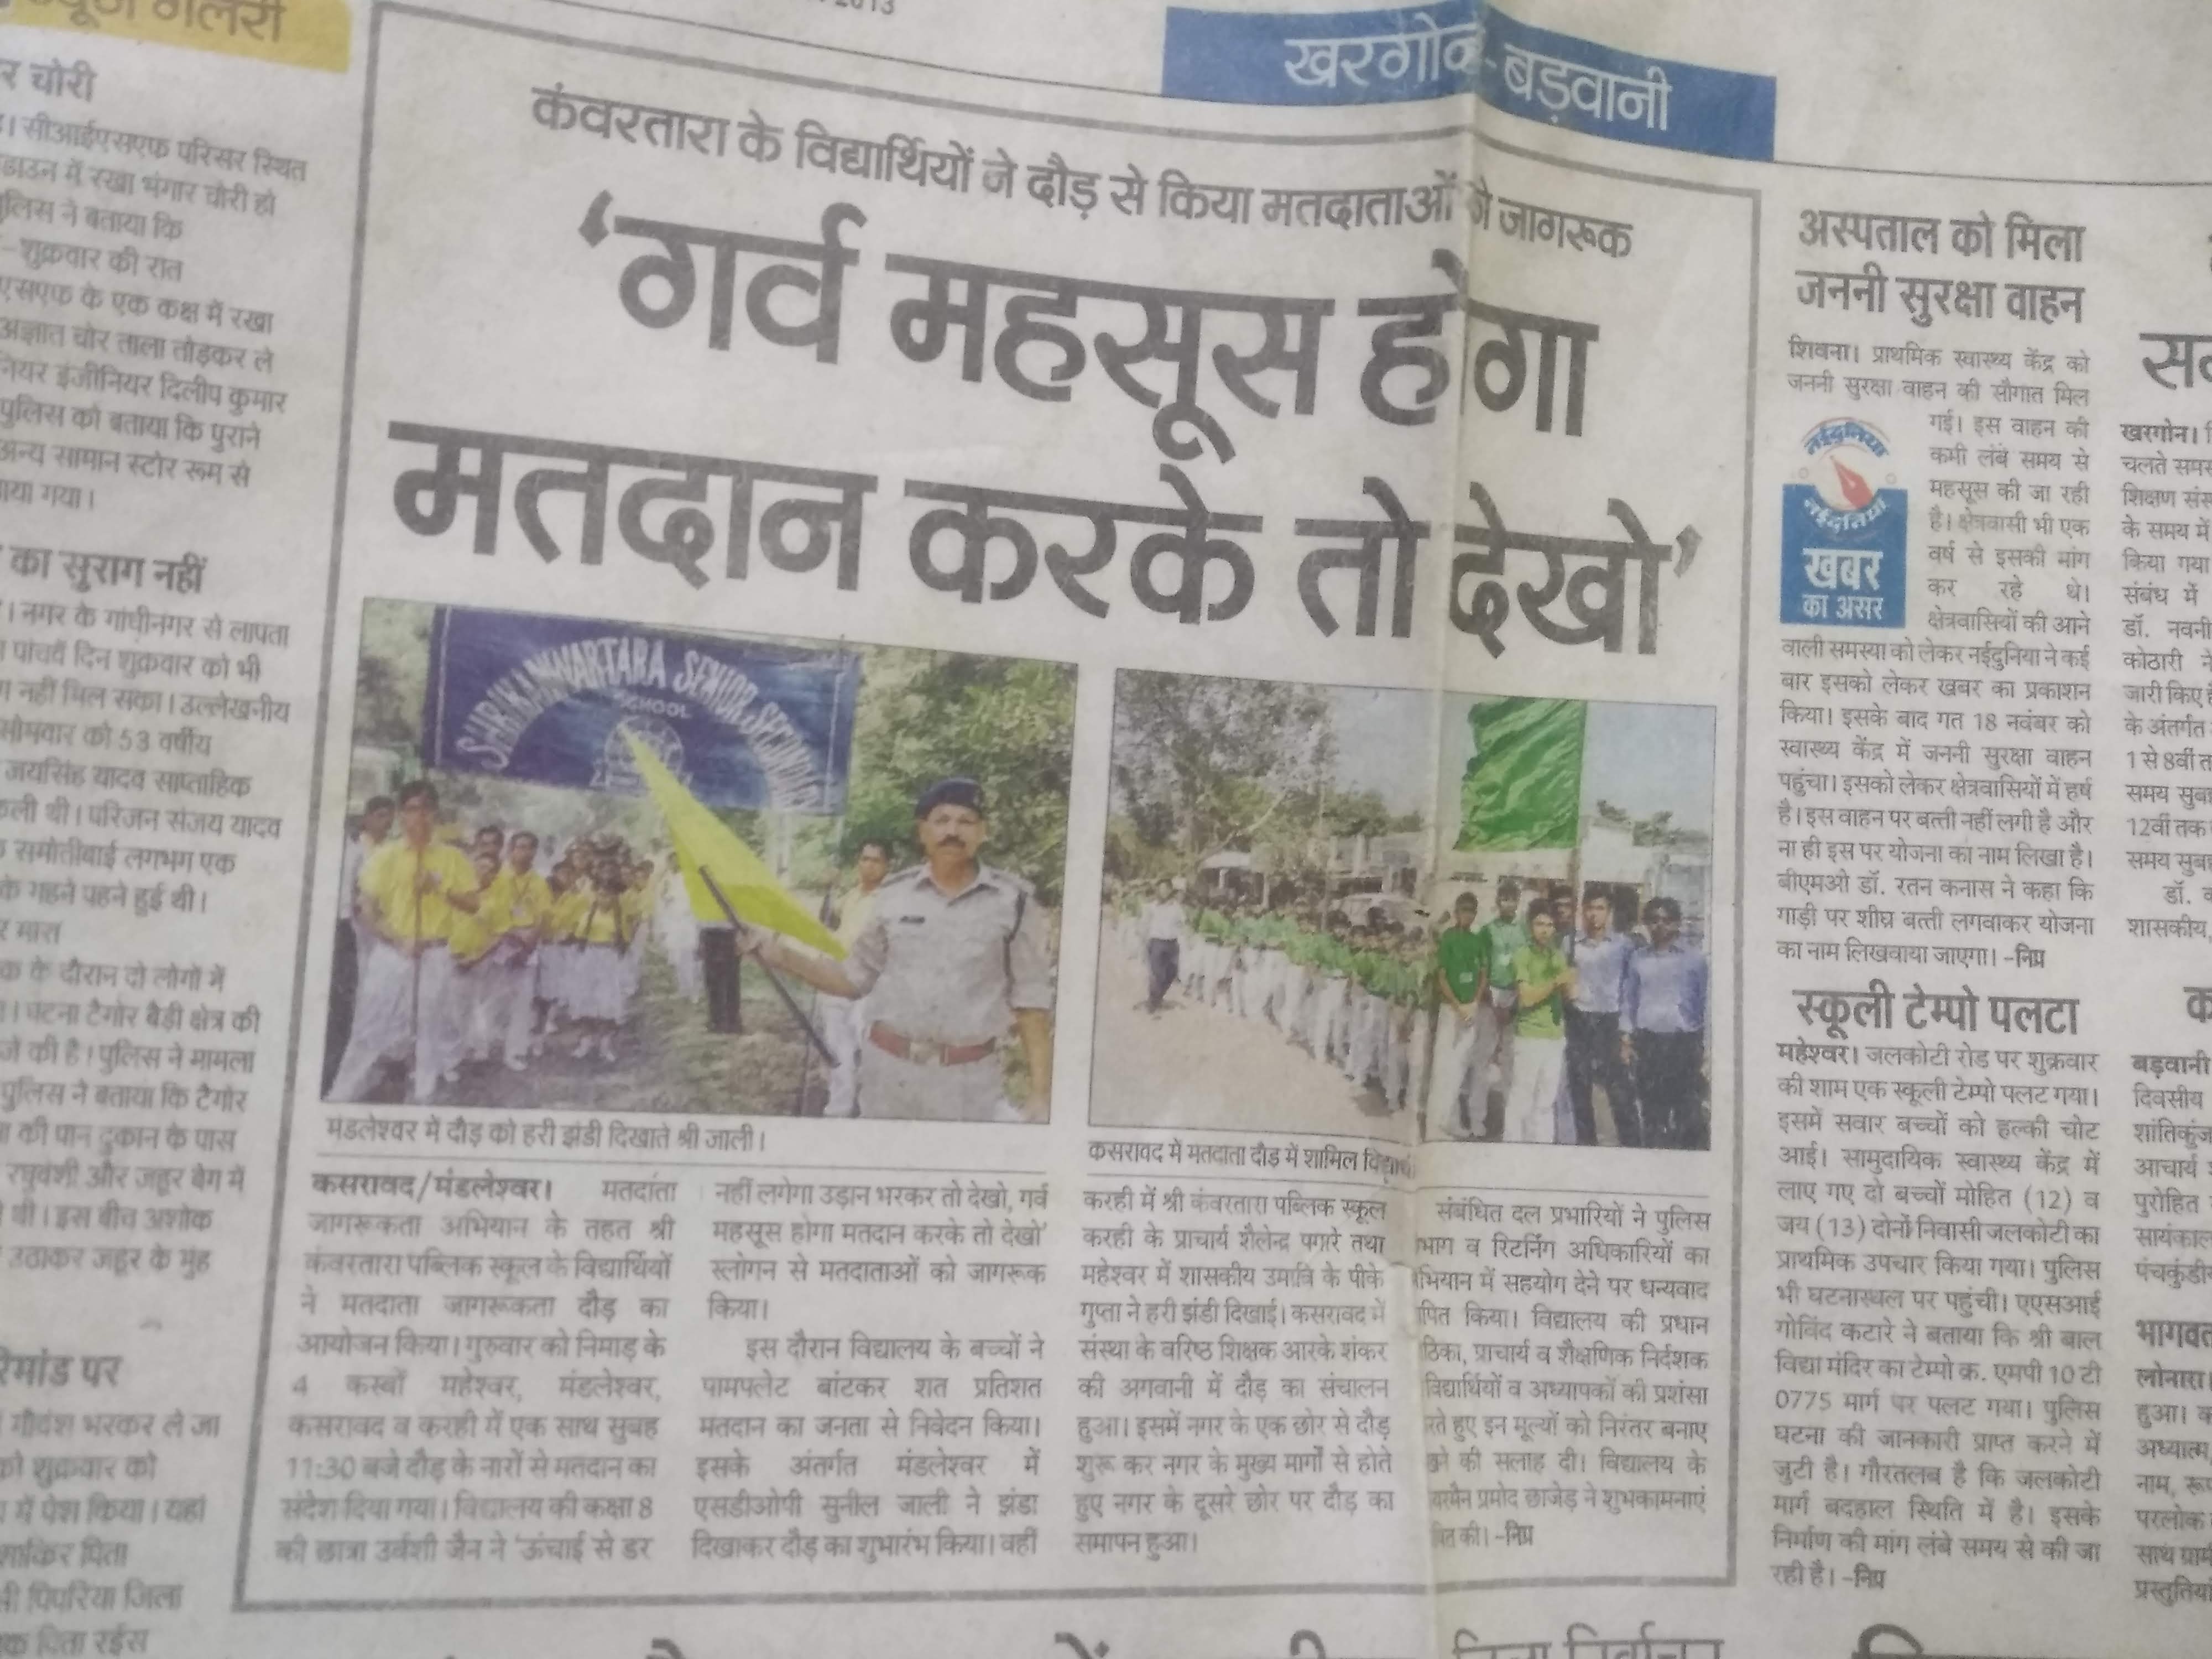 2013
खरगोन-बड़वानी
र चोरी
। सीआईएसएफ परिसर स्थित
में रखा भंगार चोरी हो
पुलिस ने बताया कि
-शुक्रवार की रात
एसएफ के एक कक्ष में रखा
अज्ञात चोर ताला तोड़कर ले
नियर इंजीनियर दिलीप कुमार
पुलिस को बताया कि पुराने
अन्य सामान स्टोर रूम से
गया।
का सुराग नहीं
। नगर के गांधीनगर से लापता
पांचवें दिन शुक्रवार को भी
नहीं मिल सका। उल्लेखनीय
सोमवार को 53 वर्षीय
जयसिंह यादव साप्ताहिक
थी। परिजन संजय यादव
समोतीबाई लगभग एक
के गहने पहने हुई थी।
मारा
के दौरान दो लोगों में
। घटना टैगोर बैड़ी क्षेत्र की
की है। पुलिस ने मामला
पुलिस ने बताया कि टैगोर
की पान दुकान के पास
रघुवंशी और जहूर बेग में
थी। इस बीच अशोक
उठाकर जहूर के मुंह
रिमांड पर
गौवंश भरकर ले जा
को शुक्रवार को
में पेश किया। यहां
शाकिर पिता
पिपरिया जिला
पिता रईस
कंवरतारा के विद्यार्थियों ने दौड़ से किया मतदाताओं को जागरूक
‘गर्व महसूस होगा
मतदान करके तो देखो’
SHRI KANWARTARA SENIOR SECONDARY
SCHOOL
मंडलेश्वर में दौड़ को हरी झंडी दिखाते श्री जाली।
कसरावद में मतदाता दौड़ में शामिल विद्यार्थी
कसरावद/मंडलेश्वर। मतदाता
जागरूकता अभियान के तहत श्री
कंवरतारा पब्लिक स्कूल के विद्यार्थियों
ने मतदाता जागरूकता दौड़ का
आयोजन किया। गुरुवार को निमाड़ के
4 कस्बों महेश्वर, मंडलेश्वर,
कसरावद व करही में एक साथ सुबह
11:30 बजे दौड़ के नारों से मतदान का
संदेश दिया गया। विद्यालय की कक्षा 8
की छात्रा उर्वशी जैन ने 'ऊंचाई से डर
नहीं लगेगा उड़ान भरकर तो देखो, गर्व
महसूस होगा मतदान करके तो देखो'
स्लोगन से मतदाताओं को जागरूक
किया।
इस दौरान विद्यालय के बच्चों ने
पामपलेट बांटकर शत प्रतिशत
मतदान का जनता से निवेदन किया।
इसके अंतर्गत मंडलेश्वर में
एसडीओपी सुनील जाली ने झंडा
दिखाकर दौड़ का शुभारंभ किया। वहीं
करही में श्री कंवरतारा पब्लिक स्कूल
करही के प्राचार्य शैलेन्द्र पगारे तथा
महेश्वर में शासकीय उमावि के पीके
गुप्ता ने हरी झंडी दिखाई। कसरावद में
संस्था के वरिष्ठ शिक्षक आरके शंकर
की अगवानी में दौड़ का संचालन
हुआ। इसमें नगर के एक छोर से दौड़
शुरू कर नगर के मुख्य मार्गों से होते
हुए नगर के दूसरे छोर पर दौड़ का
समापन हुआ।
संबंधित दल प्रभारियों ने पुलिस
भाग व रिटर्निंग अधिकारियों का
भियान में सहयोग देने पर धन्यवाद
पित किया। विद्यालय की प्रधान
ठिका, प्राचार्य व शैक्षणिक निर्देशक
विद्यार्थियों व अध्यापकों की प्रशंसा
रते हुए इन मूल्यों को निरंतर बनाए
खने की सलाह दी। विद्यालय के
यरमैन प्रमोद छाजेड़ ने शुभकामनाएं
षित की। -निप्र
अस्पताल को मिला
जननी सुरक्षा वाहन
शिवना। प्राथमिक स्वास्थ्य केंद्र को
जननी सुरक्षा वाहन की सौगात मिल
गई। इस वाहन की
कमी लंबे समय से
महसूस की जा रही
है। क्षेत्रवासी भी एक
वर्ष से इसकी मांग
कर रहे थे।
क्षेत्रवासियों की आने
नईदुनिया
नईदुनिया
खबर
का असर
वाली समस्या को लेकर नईदुनिया ने कई
बार इसको लेकर खबर का प्रकाशन
किया। इसके बाद गत 18 नवंबर को
स्वास्थ्य केंद्र में जननी सुरक्षा वाहन
पहुंचा। इसको लेकर क्षेत्रवासियों में हर्ष
है। इस वाहन पर बत्ती नहीं लगी है और
ना ही इस पर योजना का नाम लिखा है।
बीएमओ डॉ. रतन कनास ने कहा कि
गाड़ी पर शीघ्र बत्ती लगवाकर योजना
का नाम लिखवाया जाएगा। -निप्र
स्कूली टेम्पो पलटा
महेश्वर। जलकोटी रोड पर शुक्रवार
की शाम एक स्कूली टेम्पो पलट गया।
इसमें सवार बच्चों को हल्की चोट
आई। सामुदायिक स्वास्थ्य केंद्र में
लाए गए दो बच्चों मोहित (12) व
जय (13) दोनों निवासी जलकोटी का
प्राथमिक उपचार किया गया। पुलिस
भी घटनास्थल पर पहुंची। एएसआई
गोविंद कटारे ने बताया कि श्री बाल
विद्या मंदिर का टेम्पो क्र. एमपी 10 टी
0775 मार्ग पर पलट गया। पुलिस
घटना की जानकारी प्राप्त करने में
जुटी है। गौरतलब है कि जलकोटी
मार्ग बदहाल स्थिति में है। इसके
निर्माण की मांग लंबे समय से की जा
रही है। -निप्र
खरगोन।
चलते समस
शिक्षण संस
के समय में
किया गया
संबंध में
डॉ. नवनी
कोठारी ने
जारी किए
के अंतर्गत
1 से 8वीं त
समय सुबह
12वीं तक
समय सुबह
डॉ.
शासकीय,
बड़वानी
दिवसीय
शांतिकुंज
आचार्य
पुरोहित
सायंकाल
पंचकुंडी
भागवत
लोनारा।
हुआ।
अध्यात्म,
नाम, रू
परलोक
साथ ग्राम
प्रस्तुतियां